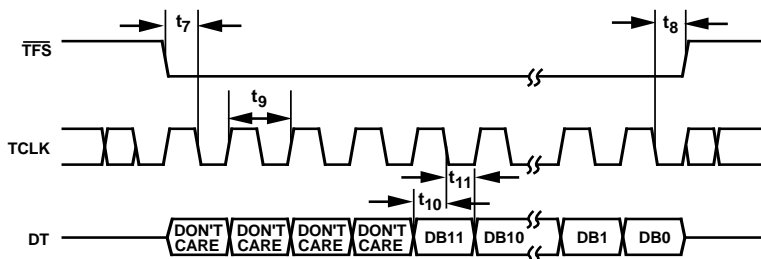 t7
t8
TFS
t9
TCLK
t11
t10
DT
DON'T CARE
DON'T CARE
DON'T CARE
DON'T CARE
DB11
DB10
DB1
DB0